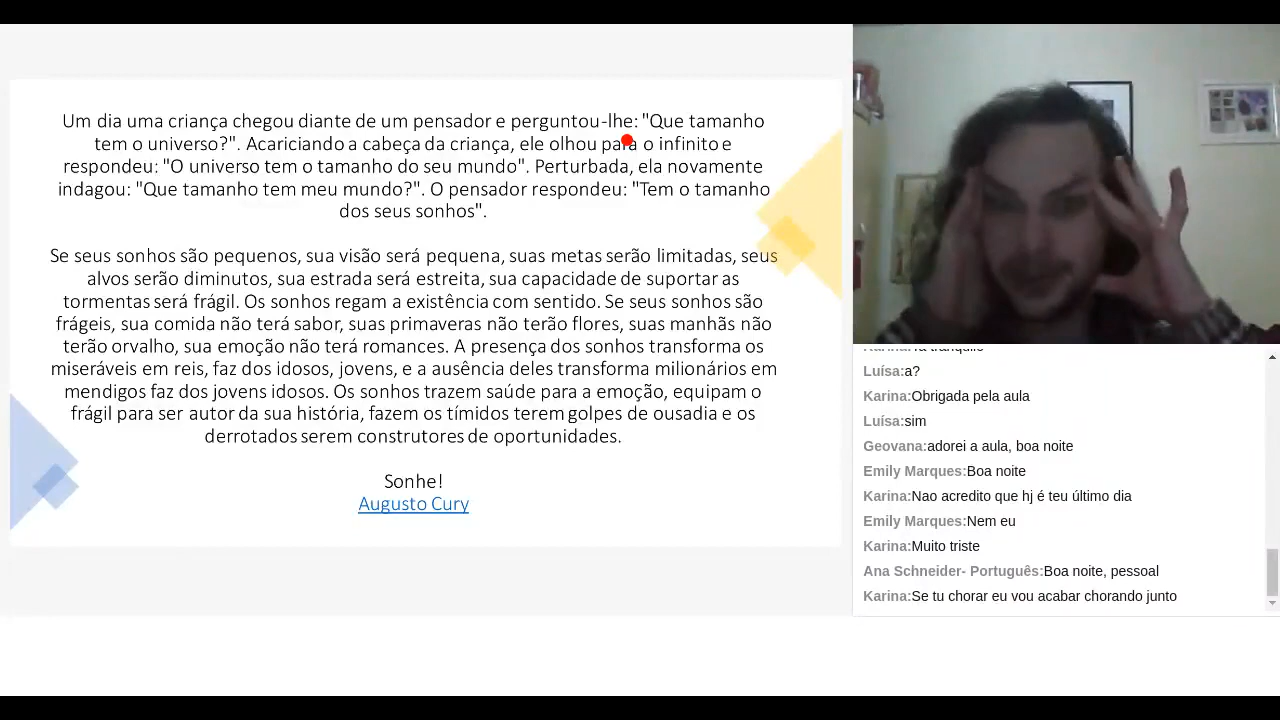 Um dia uma criança chegou diante de um pensador e perguntou-lhe: "Que tamanho
tem o universo?". Acariciando a cabeça da criança, ele olhou para o infinito e
respondeu: "O universo tem o tamanho do seu mundo". Perturbada, ela novamente
indagou: "Que tamanho tem meu mundo?". O pensador respondeu: "Tem o tamanho
dos seus sonhos".
Se seus sonhos são pequenos, sua visão será pequena, suas metas serão limitadas, seus
alvos serão diminutos, sua estrada será estreita, sua capacidade de suportar as
tormentas será frágil. Os sonhos regam a existência com sentido. Se seus sonhos são
frágeis, sua comida não terá sabor, suas primaveras não terão flores, suas manhãs não
terão orvalho, sua emoção não terá romances. A presença dos sonhos transforma os
miseráveis em reis, faz dos idosos, jovens, e a ausência deles transforma milionários em
mendigos faz dos jovens idosos. Os sonhos trazem saúde para a emoção, equipam o
frágil para ser autor da sua história, fazem os tímidos terem golpes de ousadia e os
derrotados serem construtores de oportunidades.
Sonhe!
Augusto Cury
Luísa:a?
Karina:Obrigada pela aula
Luísa:sim
Geovana:adorei a aula, boa noite
Emily Marques:Boa noite
Karina:Nao acredito que hj é teu último dia
Emily Marques:Nem eu
Karina:Muito triste
Ana Schneider- Português:Boa noite, pessoal
Karina:Se tu chorar eu vou acabar chorando junto